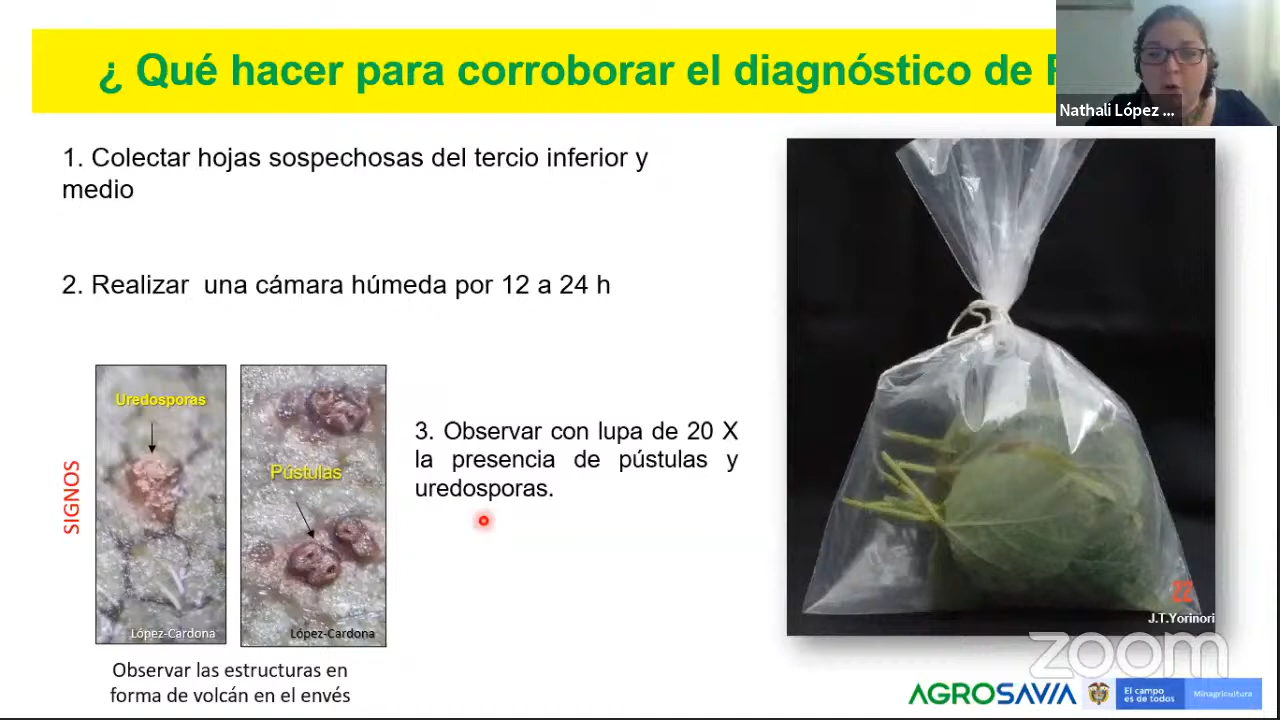 ¿ Qué hacer para corroborar el diagnóstico de
Nathali López ...
1. Colectar hojas sospechosas del tercio inferior y
medio
2. Realizar una cámara húmeda por 12 a 24 h
Uredosporas
Pústulas
SIGNOS
López-Cardona
López-Cardona
3. Observar con lupa de 20 X
la presencia de pústulas y
uredosporas.
Observar las estructuras en
forma de volcán en el envés
22
J.T.Yorinori
zoom
AGROSAVIA
El campo
es de todos
Minagricultura